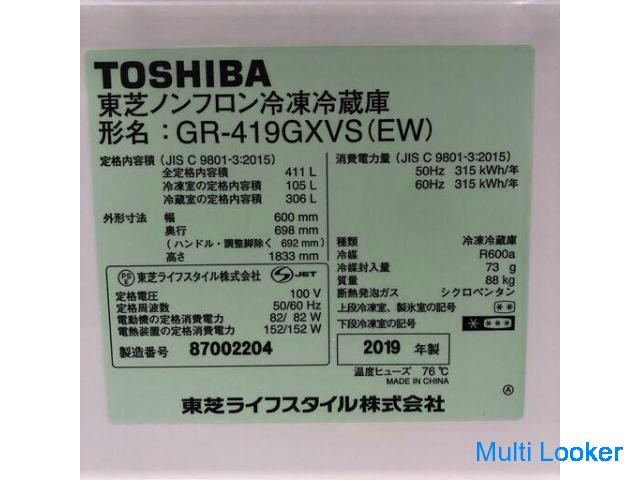 TOSHIBA
東芝ノンフロン冷凍冷蔵庫
形名：GR-419GXVS(EW)
定格内容積（JIS C 9801-3:2015）
全定格内容積 411 L
冷凍室の定格内容積 105 L
冷蔵室の定格内容積 306 L
外形寸法 幅 600 mm
奥行 698 mm
（ハンドル・調整脚除く 692 mm）
高さ 1833 mm
PS E 東芝ライフスタイル株式会社 S JET
定格電圧 100 V
定格周波数 50/60 Hz
電動機の定格消費電力 82/ 82 W
電熱装置の定格消費電力 152/152 W
製造番号 87002204
消費電力量（JIS C 9801-3:2015）
50Hz 315 kWh/年
60Hz 315 kWh/年
種類 冷凍冷蔵庫
冷媒 R600a
冷媒封入量 73 g
質量 88 kg
断熱発泡ガス シクロペンタン
上段冷凍室、製氷室の記号 **
下段冷凍室の記号 * ***
2019 年製
温度ヒューズ 76 ℃
MADE IN CHINA
A
東芝ライフスタイル株式会社
Multi Looker